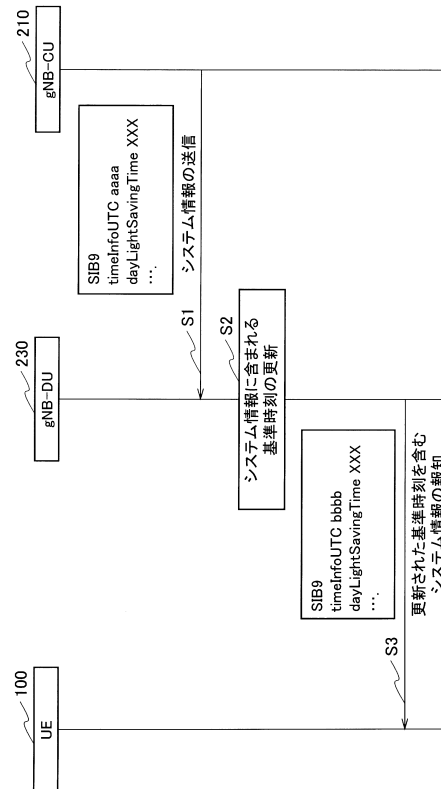 100
UE
230
gNB-DU
210
gNB-CU
SIB9
timeInfoUTC aaaa
dayLightSavingTime XXX
….
S1
システム情報の送信
S2
システム情報に含まれる
基準時刻の更新
SIB9
timeInfoUTC bbbb
dayLightSavingTime XXX
….
S3
更新された基準時刻を含む
システム情報の報知